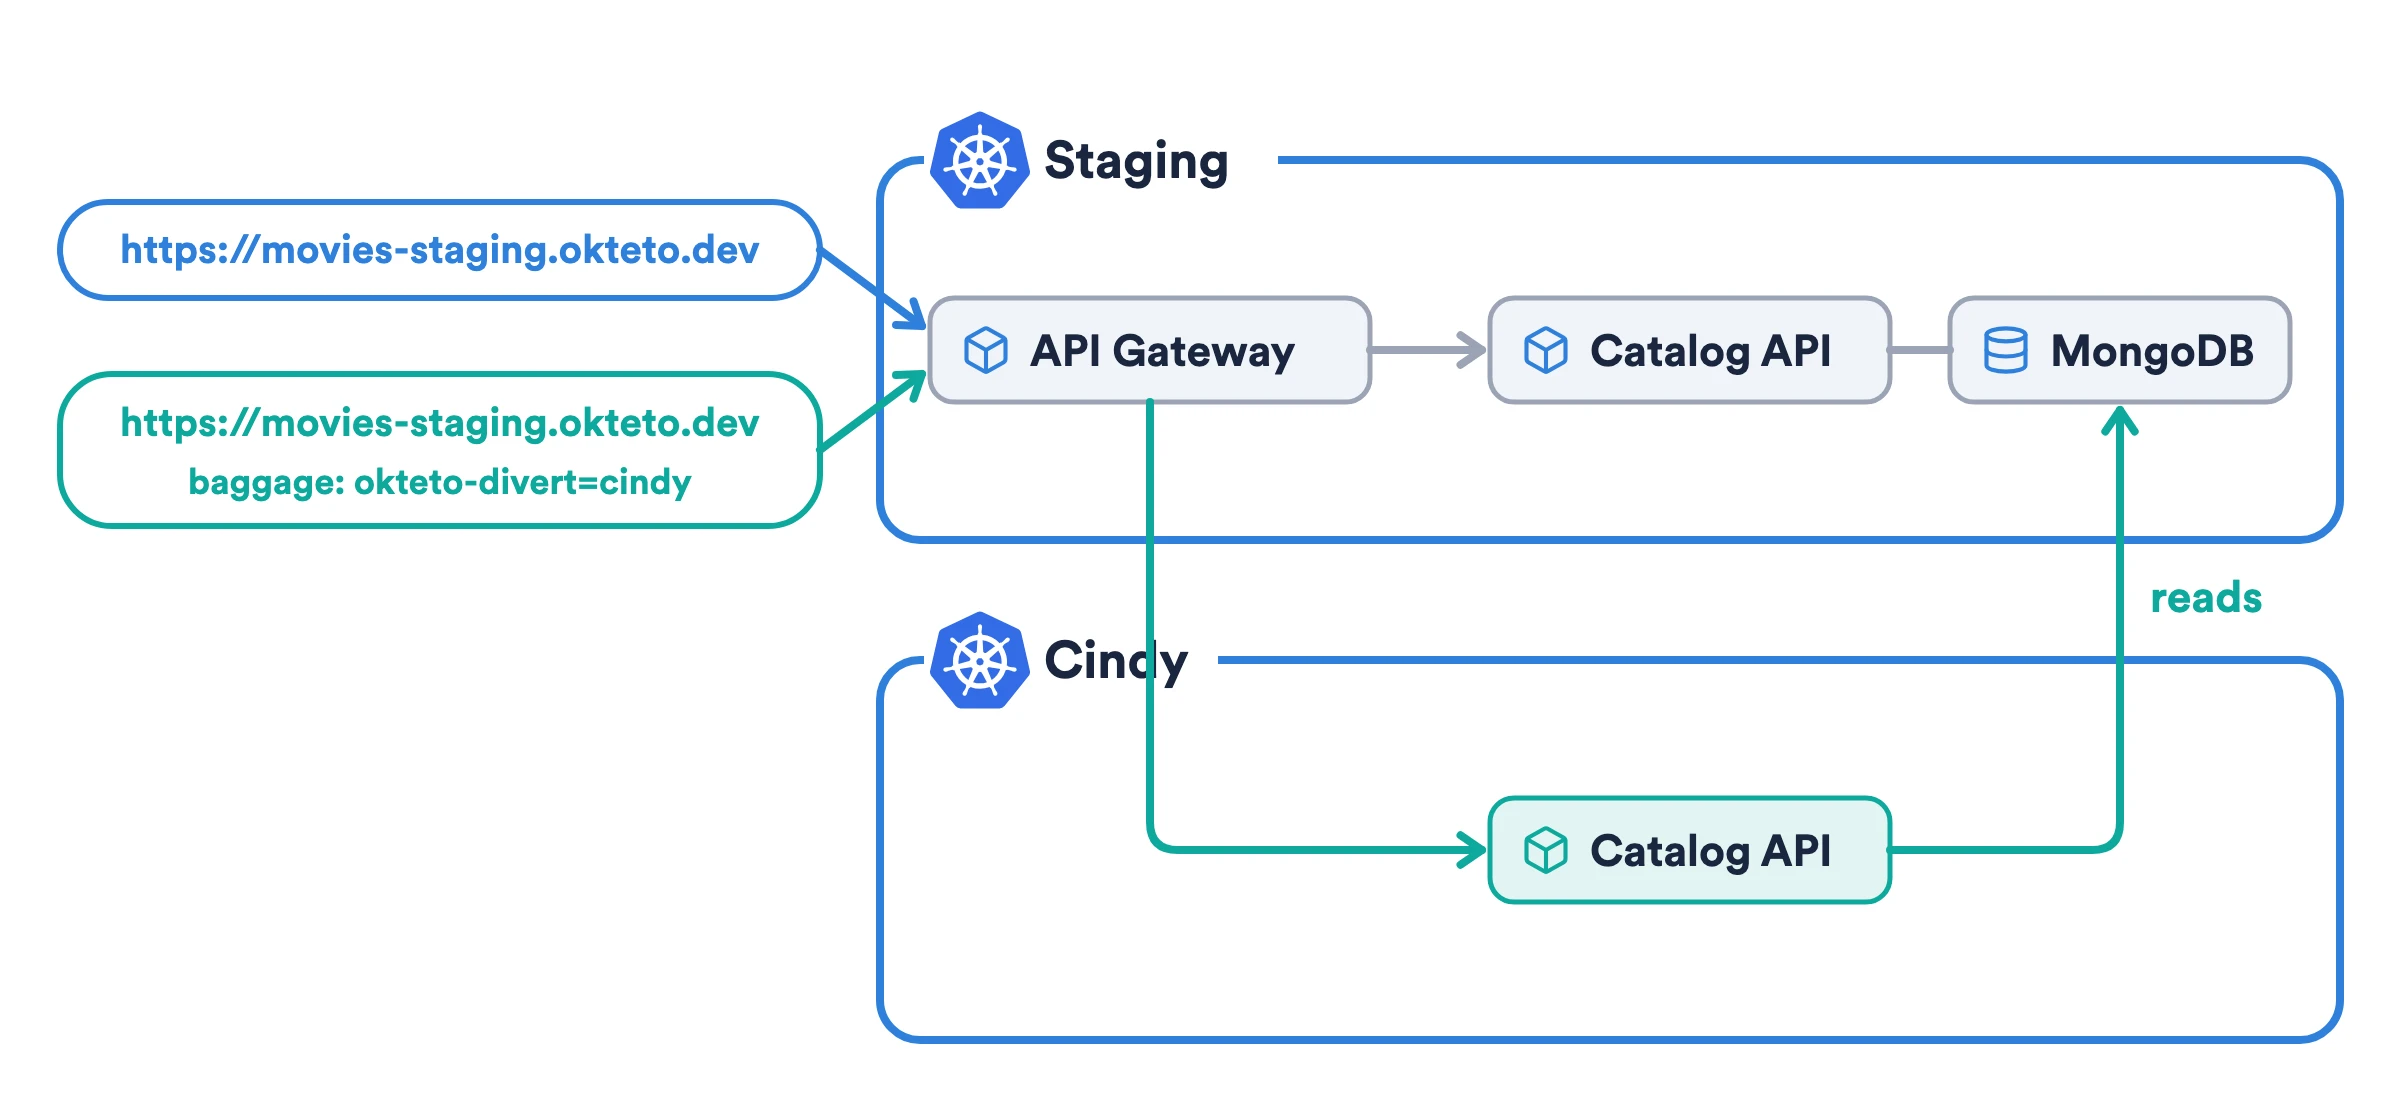 Staging
https://movies-staging.okteto.dev
API Gateway
Catalog API
MongoDB
https://movies-staging.okteto.dev
baggage: okteto-divert=cindy
reads
Cindy
Catalog API